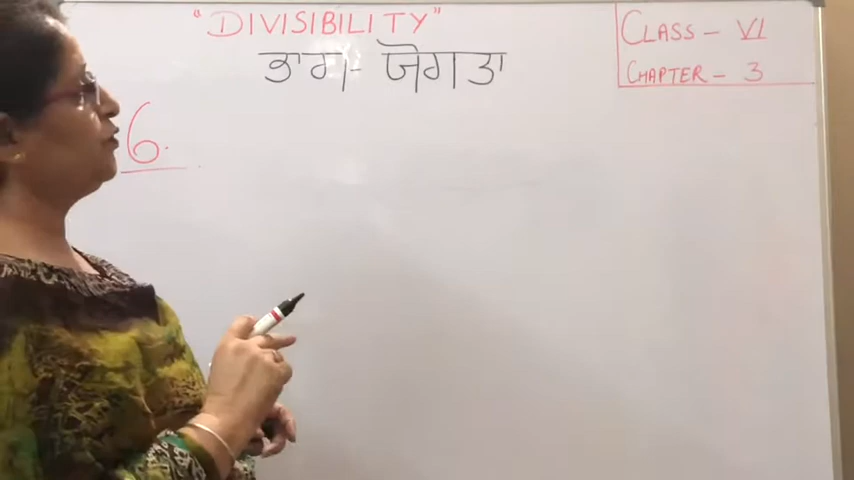 "DIVISIBILITY"
ਭਾਗ- ਯੋਗਤਾ
CLASS - VI
CHAPTER - 3
6.